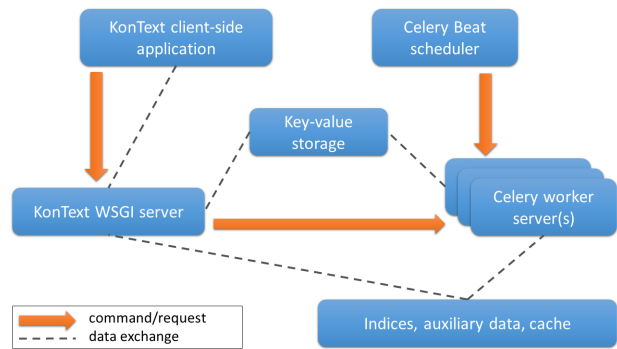 KonText client-side
application
Celery Beat
scheduler
Key-value
storage
KonText WSGI server
Celery worker
server(s)
command/request
data exchange
Indices, auxiliary data, cache